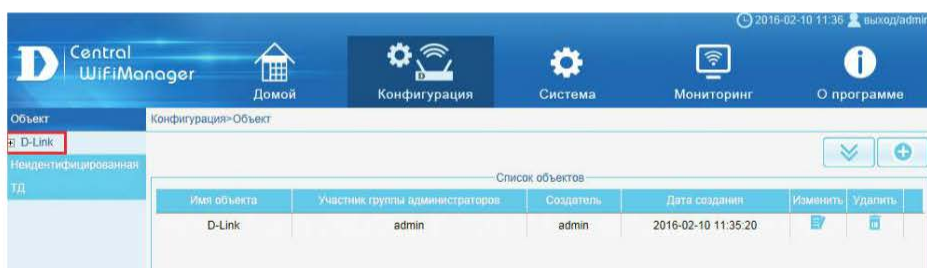 2016-02-10 11:36 выход/admin
D Central
WiFiManager
Домой
Конфигурация
Система
Мониторинг
О программе
Объект
D-Link
Неидентифицированная
ТД
Конфигурация>Объект
Список объектов
Имя объекта Участник группы администраторов Создатель Дата создания Изменить Удалить
D-Link admin admin 2016-02-10 11:35:20